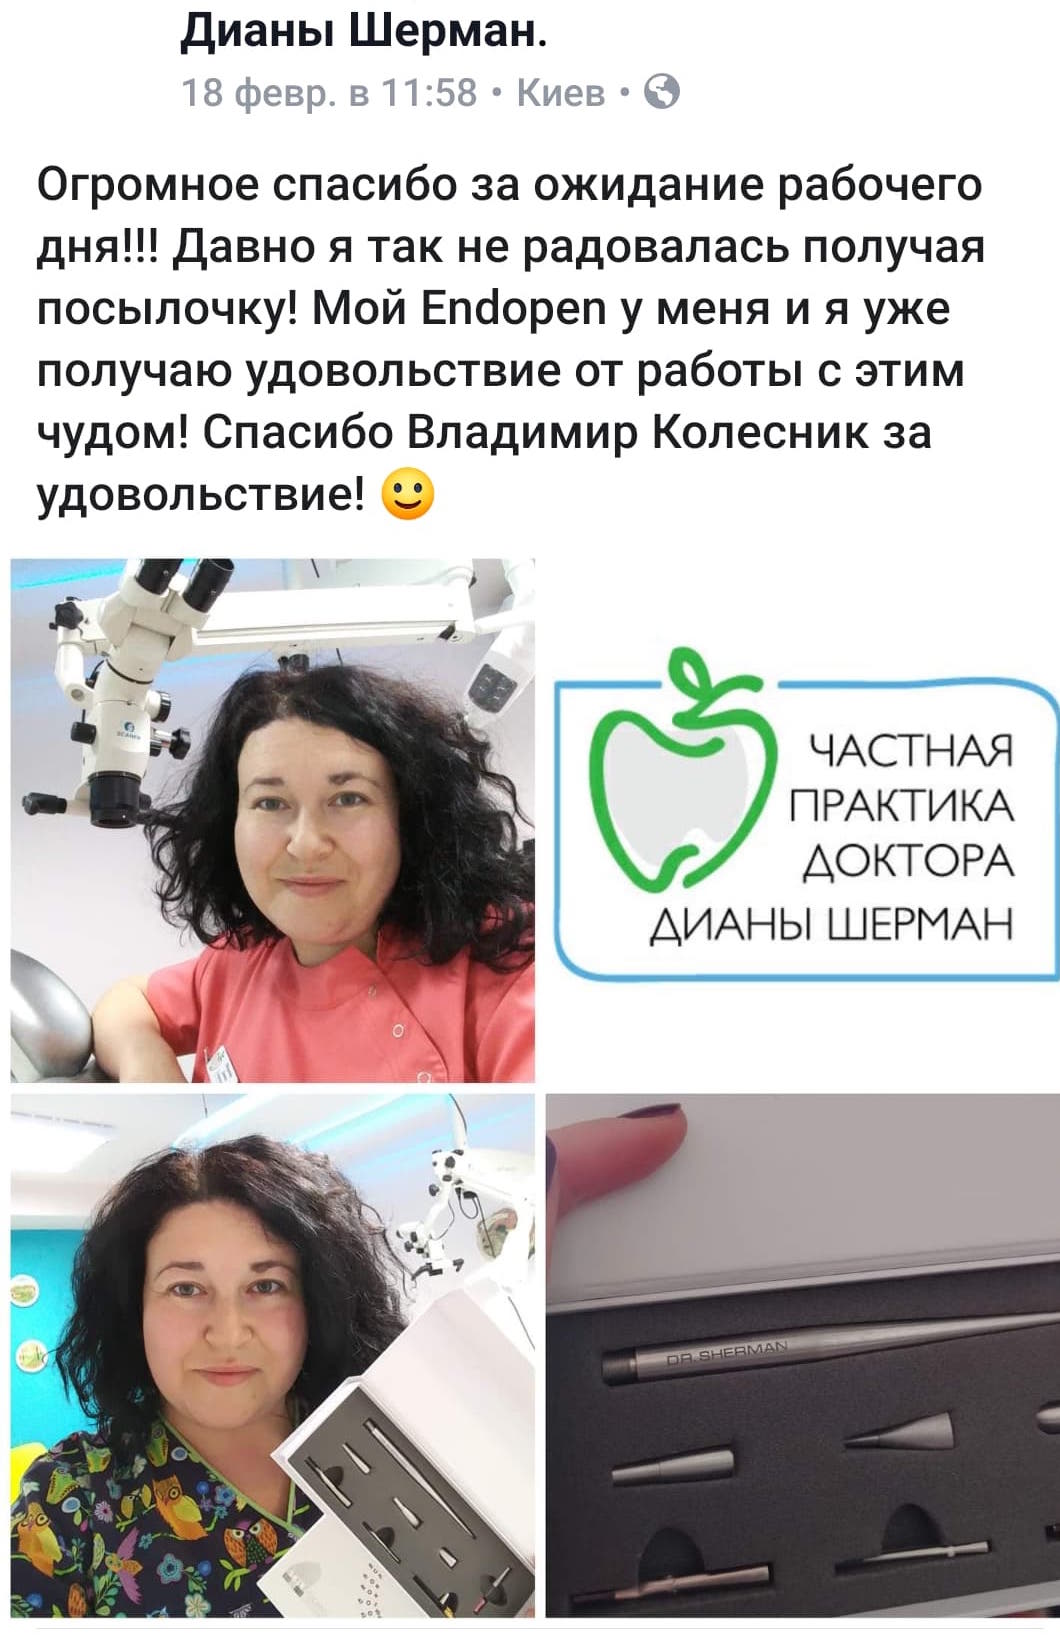 Дианы Шерман.
18 февр. в 11:58 • Киев •
Огромное спасибо за ожидание рабочего
дня!!! Давно я так не радовалась получая
посылочку! Мой Endopen у меня и я уже
получаю удовольствие от работы с этим
чудом! Спасибо Владимир Колесник за
удовольствие! 🙂
ЧАСТНАЯ
ПРАКТИКА
ДОКТОРА
ДИАНЫ ШЕРМАН
DR. SHERMAN